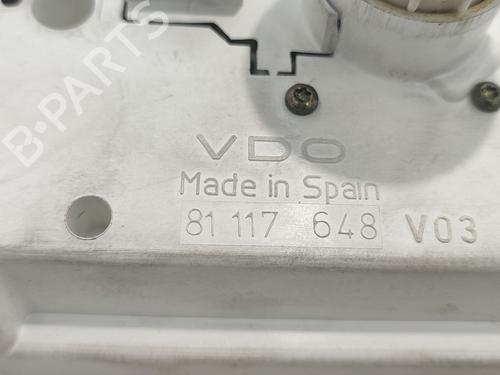 B-PARTS
VDO
Made in Spain
81 117 648 V03